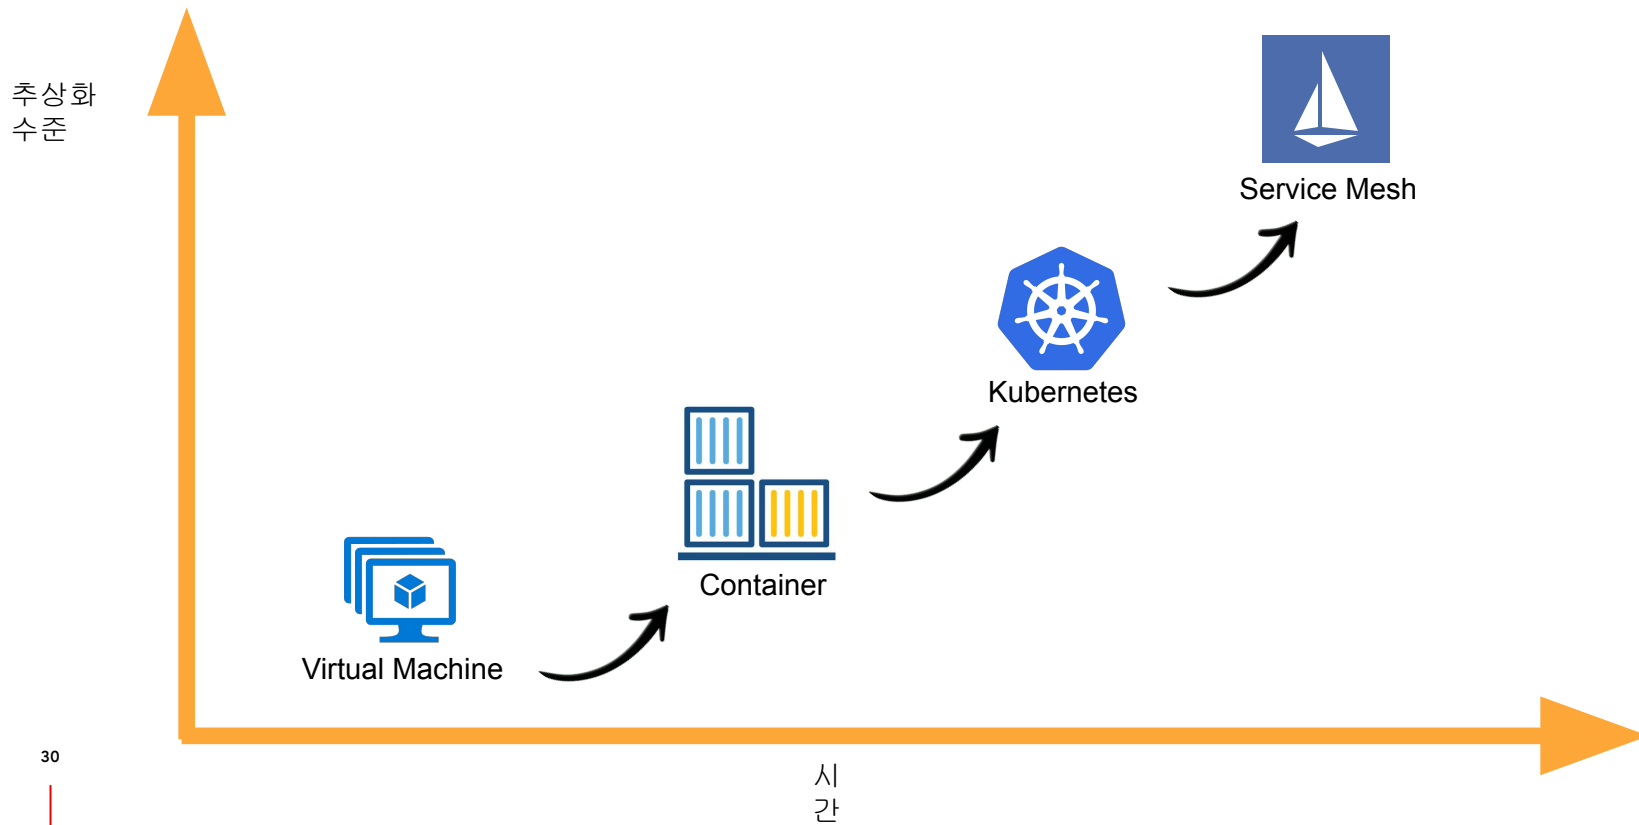 추상화
수준
Service Mesh
Kubernetes
Container
Virtual Machine
30
시
간